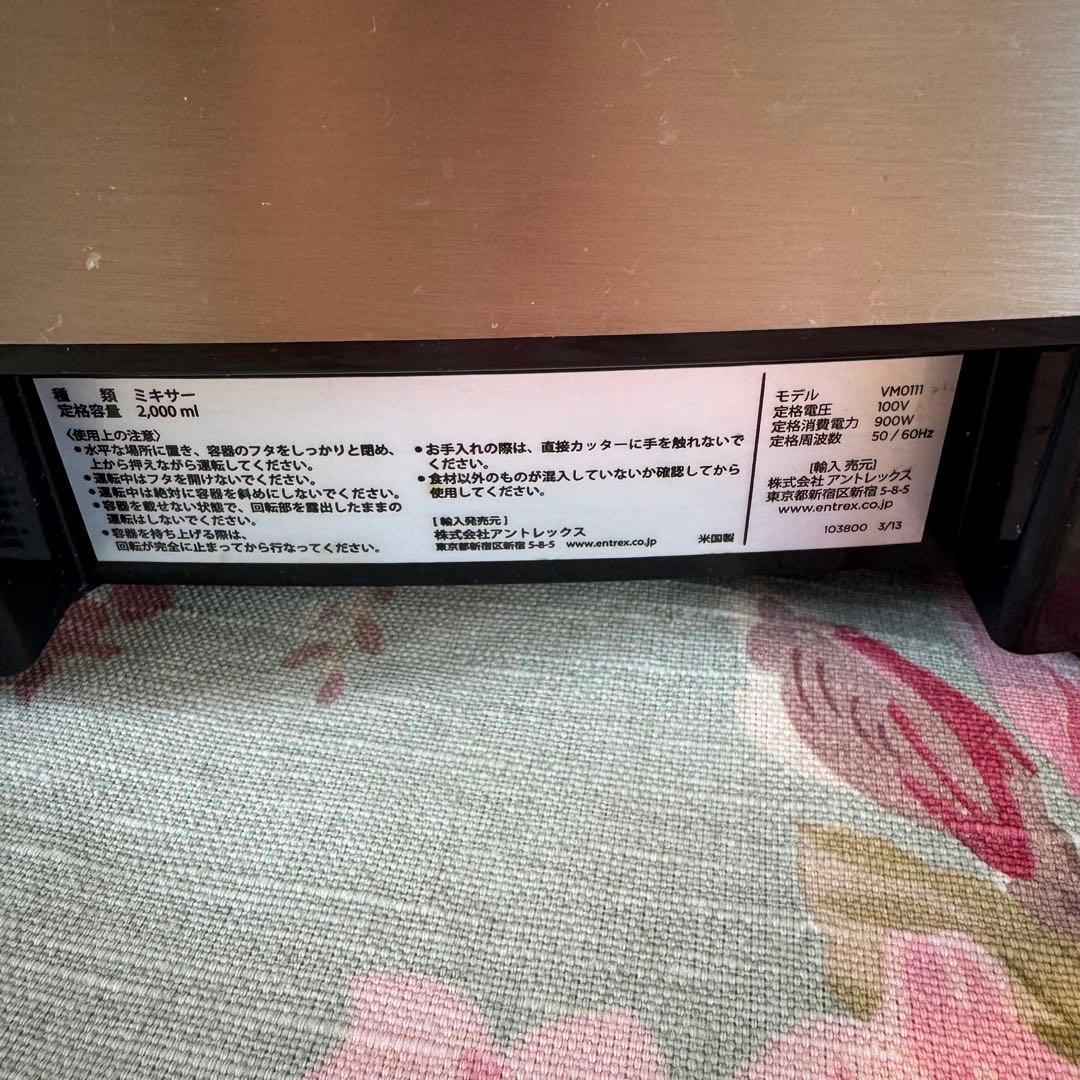 種　類　ミキサー
定格容量　2,000 ml
〈使用上の注意〉
●水平な場所に置き、容器のフタをしっかりと閉め、
上から押えながら運転してください。
●運転中はフタを開けないでください。
●運転中は絶対に容器を斜めにしないでください。
●容器を載せない状態で、回転部を露出したままの
運転はしないでください。
●容器を持ち上げる際は、
回転が完全に止まってから行なってください。
●お手入れの際は、直接カッターに手を触れないで
ください。
●食材以外のものが混入していないか確認してから
使用してください。
[ 輸入発売元 ]
株式会社アントレックス
東京都新宿区新宿 5-8-5　www.entrex.co.jp
米国製
モデル　VM0111
定格電圧　100V
定格消費電力　900W
定格周波数　50 / 60Hz
[輸入 売元]
株式会社 アントレックス
東京都新宿区新宿 5-8-5
www.entrex.co.jp
103800　3/13